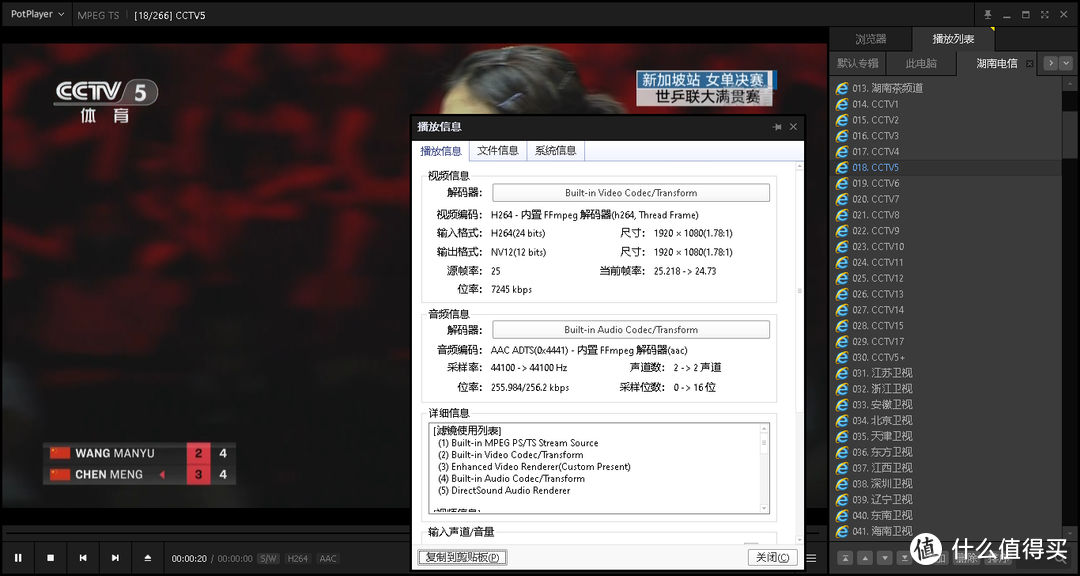 PotPlayer MPEG TS [18/266] CCTV5
CCTV 5
体育
新加坡站 女单决赛
世乒联大满贯赛
WANG MANYU 2 4
CHEN MENG 3 4
00:00:20 / 00:00:00 S/W H264 AAC
播放信息
播放信息 文件信息 系统信息
视频信息
解码器: Built-in Video Codec/Transform
视频编码: H264 - 内置 FFmpeg 解码器(h264, Thread Frame)
输入格式: H264(24 bits) 尺寸: 1920 × 1080(1.78:1)
输出格式: NV12(12 bits) 尺寸: 1920 × 1080(1.78:1)
源帧率: 25 当前帧率: 25.218 -> 24.73
位率: 7245 kbps
音频信息
解码器: Built-in Audio Codec/Transform
音频编码: AAC ADTS(0x4441) - 内置 FFmpeg 解码器(aac)
采样率: 44100 -> 44100 Hz 声道数: 2 -> 2 声道
位率: 255.984/256.2 kbps 采样位数: 0 -> 16 位
详细信息
[滤镜使用列表]
(1) Built-in MPEG PS/TS Stream Source
(2) Built-in Video Codec/Transform
(3) Enhanced Video Renderer(Custom Present)
(4) Built-in Audio Codec/Transform
(5) DirectSound Audio Renderer
输入声道/音量
复制到剪贴板(P) 关闭(C)
浏览器 播放列表
默认专辑 此电脑 湖南电信
013. 湖南茶频道
014. CCTV1
015. CCTV2
016. CCTV3
017. CCTV4
018. CCTV5
019. CCTV6
020. CCTV7
021. CCTV8
022. CCTV9
023. CCTV10
024. CCTV11
025. CCTV12
026. CCTV13
027. CCTV14
028. CCTV15
029. CCTV17
030. CCTV5+
031. 江苏卫视
032. 浙江卫视
033. 安徽卫视
034. 北京卫视
035. 天津卫视
036. 东方卫视
037. 江西卫视
038. 深圳卫视
039. 辽宁卫视
040. 东南卫视
041. 海南卫视
值 什么值得买